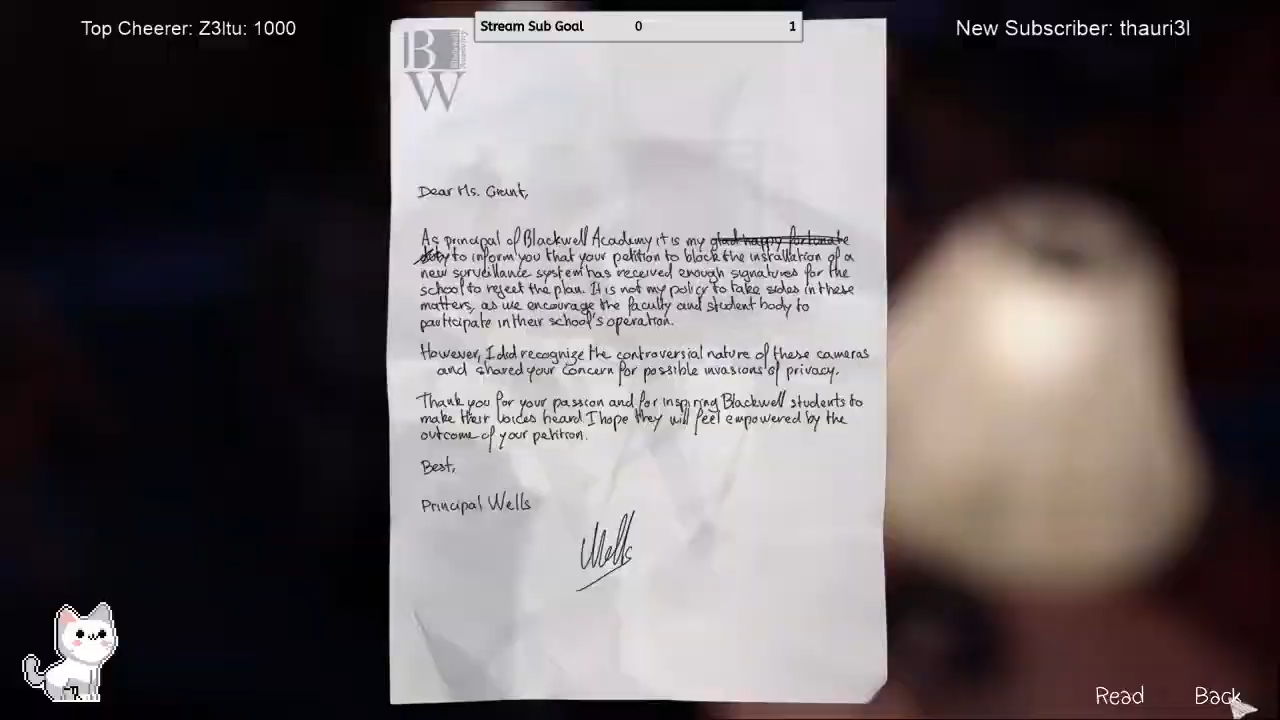 Top Cheerer: Z3ltu: 1000
Stream Sub Goal 0 1
New Subscriber: thauri3l
B
Blackwell
Academy
W
Dear Ms. Grant,
As principal of Blackwell Academy it is my glad happy fortunate
duty to inform you that your petition to block the installation of a
new surveillance system has received enough signatures for the
school to reject the plan. It is not my policy to take sides in these
matters, as we encourage the faculty and student body to
participate in their school's operation.
However, I did recognize the controversial nature of these cameras
and shared your concern for possible invasions of privacy.
Thank you for your passion and for inspiring Blackwell students to
make their voices heard I hope they will feel empowered by the
outcome of your petition.
Best,
Principal Wells
Wells
Read Back